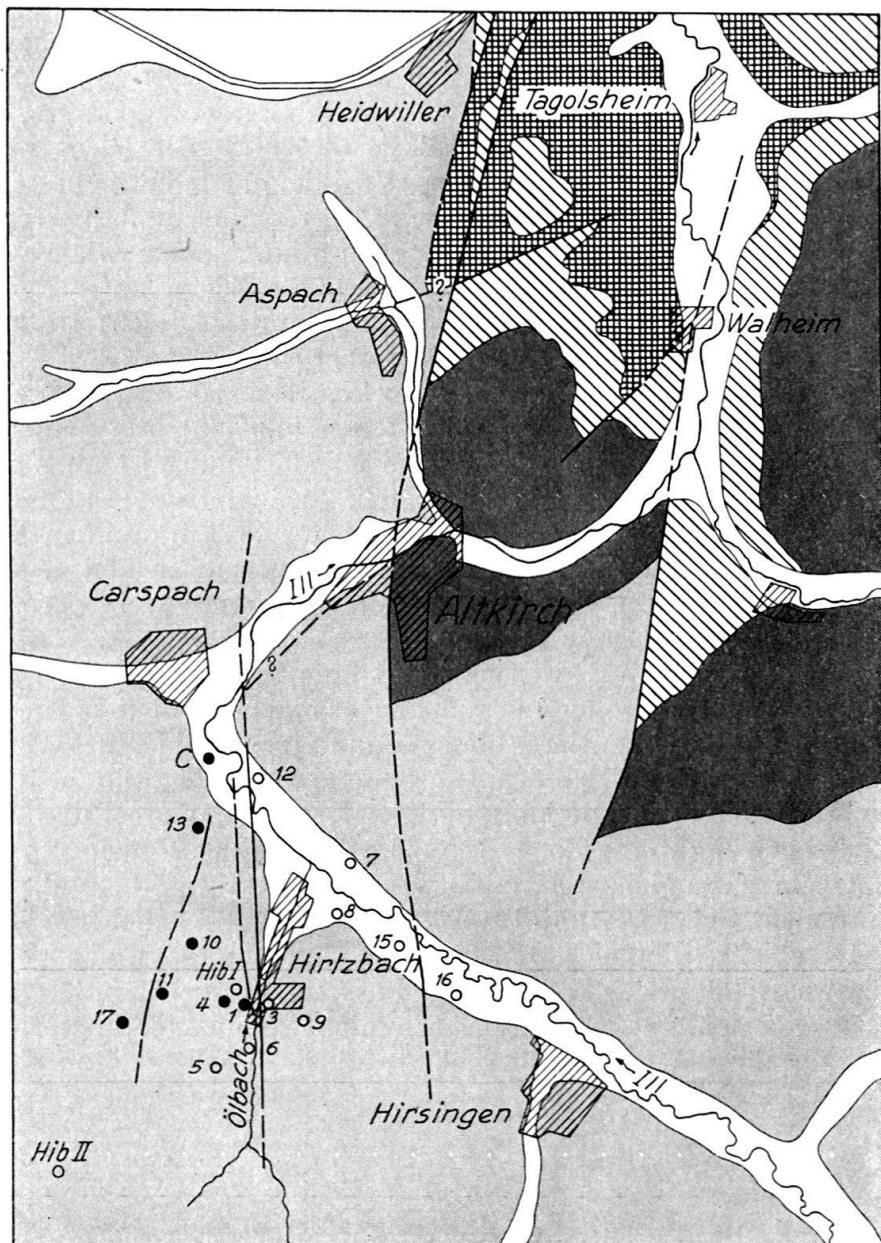 Heidwiller
Tagolsheim
Aspach
?
Walheim
Carspach
Ill
Altkirch
?
C
12
13
7
8
10
15
Hib I
Hirtzbach
11
16
4
1
3
17
9
6
5
Ölbach
Ill
Hirsingen
Hib II